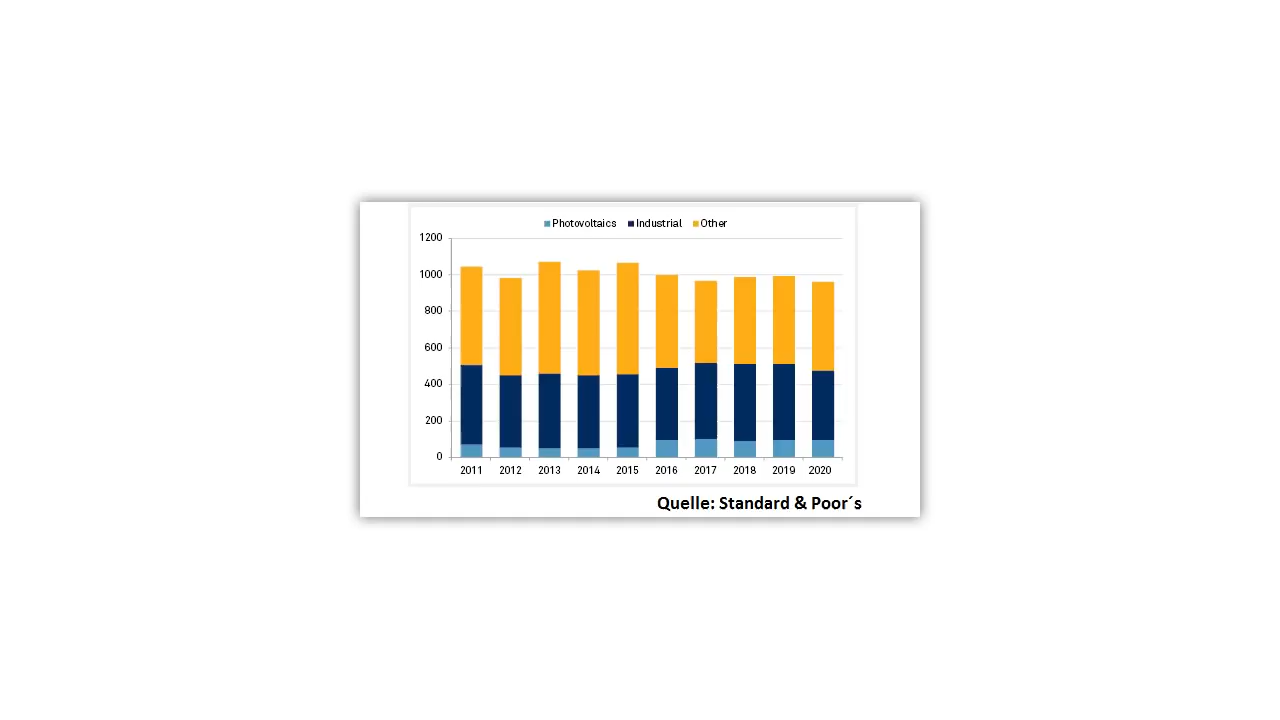 Photovoltaics Industrial Other
1200
1000
800
600
400
200
0
2011 2012 2013 2014 2015 2016 2017 2018 2019 2020
Quelle: Standard & Poor´s